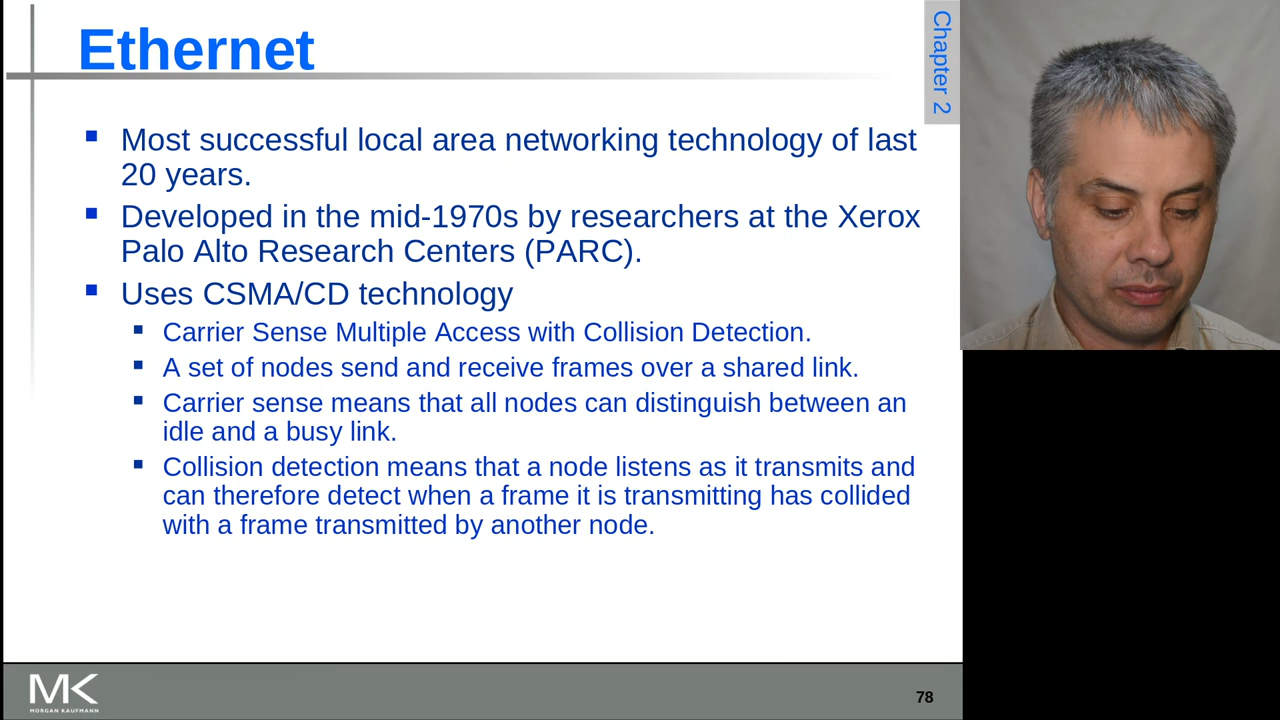 Ethernet
Chapter 2
Most successful local area networking technology of last
20 years.
Developed in the mid-1970s by researchers at the Xerox
Palo Alto Research Centers (PARC).
Uses CSMA/CD technology
Carrier Sense Multiple Access with Collision Detection.
A set of nodes send and receive frames over a shared link.
Carrier sense means that all nodes can distinguish between an
idle and a busy link.
Collision detection means that a node listens as it transmits and
can therefore detect when a frame it is transmitting has collided
with a frame transmitted by another node.
MK
MORGAN KAUFMANN
78